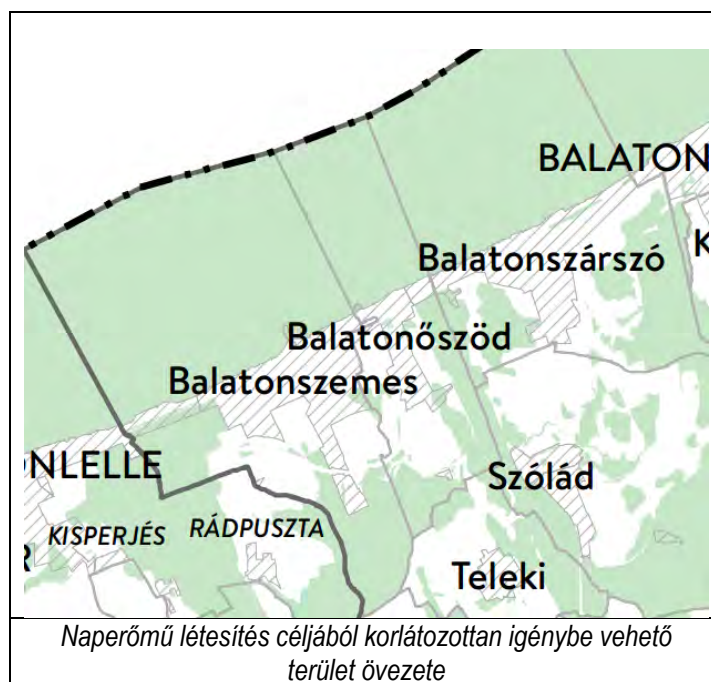 BALATON
K
Balatonszárszó
Balatonőszöd
Balatonszemes
NLELLE
Szólád
KISPERJÉS RÁDPUSZTA
R
Teleki
Naperőmű létesítés céljából korlátozottan igénybe vehető
terület övezete